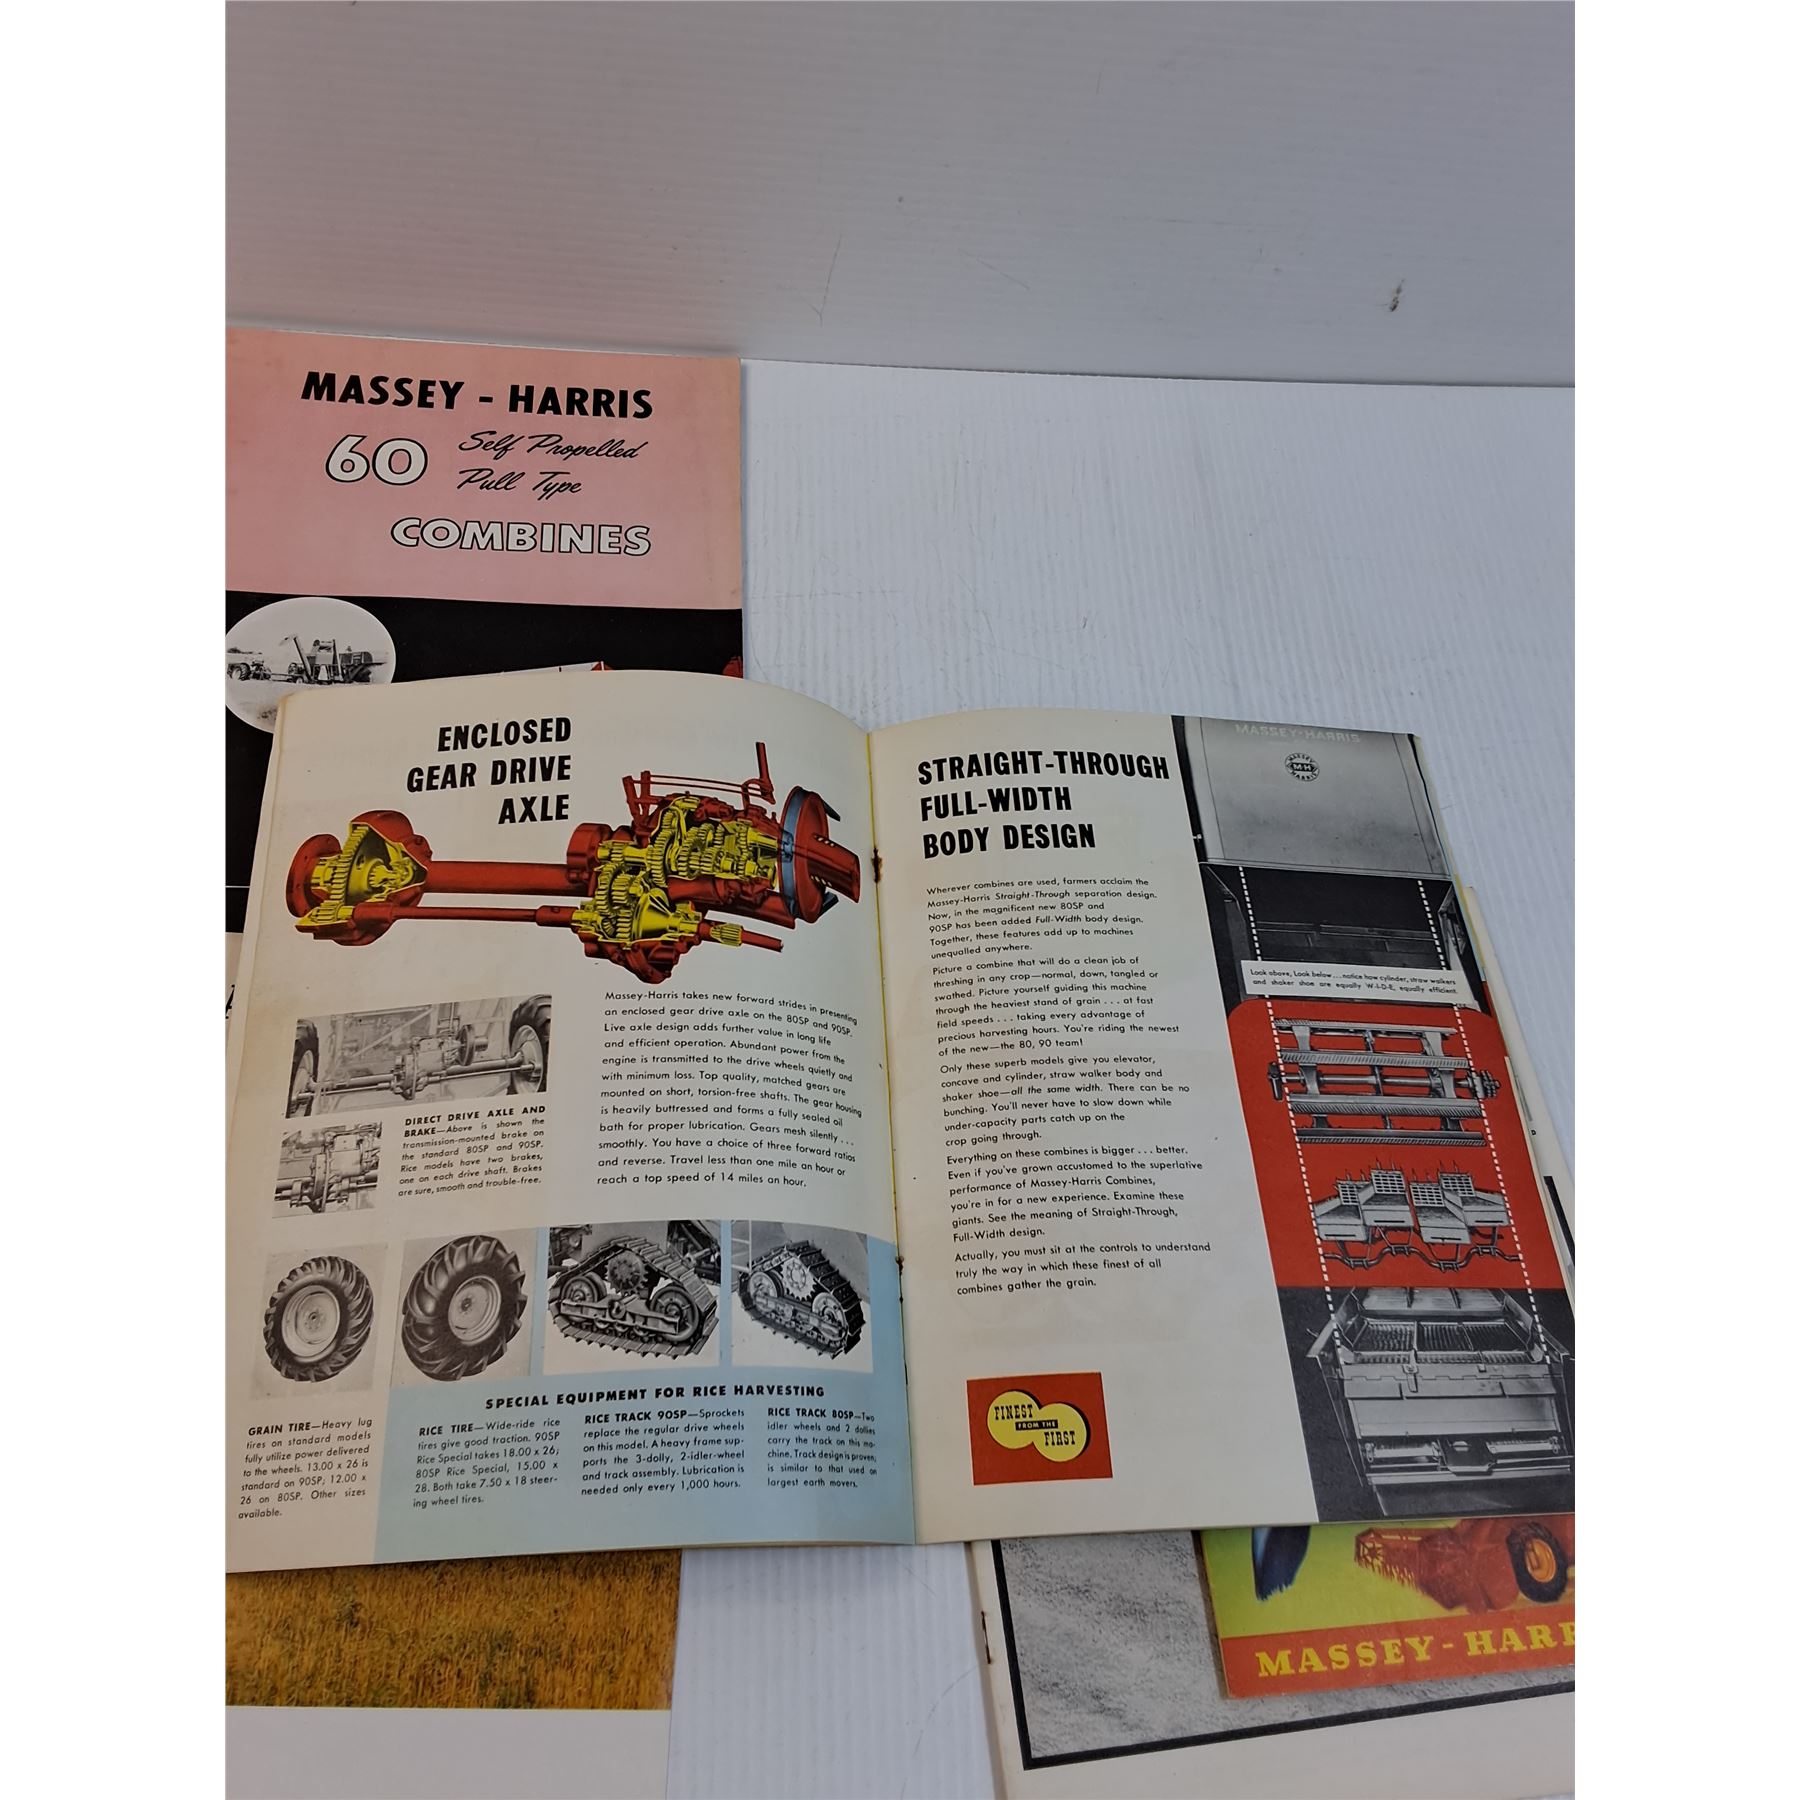 MASSEY - HARRIS
60 Self Propelled
Pull Type
COMBINES
ENCLOSED
GEAR DRIVE
AXLE
Massey-Harris takes new forward strides in presenting
an enclosed gear drive axle on the 80SP and 90SP.
Live axle design adds further value in long life
and efficient operation. Abundant power from the
engine is transmitted to the drive wheels quietly and
with minimum loss. Top quality, matched gears are
mounted on short, torsion-free shafts. The gear housing
is heavily buttressed and forms a fully sealed oil
bath for proper lubrication. Gears mesh silently . . .
smoothly. You have a choice of three forward ratios
and reverse. Travel less than one mile an hour or
reach a top speed of 14 miles an hour.
DIRECT DRIVE AXLE AND
BRAKE—Above is shown the
transmission-mounted brake on
the standard 80SP and 90SP.
Rice models have two brakes,
one on each drive shaft. Brakes
are sure, smooth and trouble-free.
SPECIAL EQUIPMENT FOR RICE HARVESTING
GRAIN TIRE—Heavy lug
tires on standard models
fully utilize power delivered
to the wheels. 13.00 x 26 is
standard on 90SP; 12.00 x
26 on 80SP. Other sizes
available.
RICE TIRE—Wide-ride rice
tires give good traction. 90SP
Rice Special takes 18.00 x 26;
80SP Rice Special, 15.00 x
28. Both take 7.50 x 18 steer-
ing wheel tires.
RICE TRACK 90SP—Sprockets
replace the regular drive wheels
on this model. A heavy frame sup-
ports the 3-dolly, 2-idler-wheel
and track assembly. Lubrication is
needed only every 1,000 hours.
RICE TRACK 80SP—Two
idler wheels and 2 dollies
carry the track on this ma-
chine. Track design is proven;
is similar to that used on
largest earth movers.
STRAIGHT-THROUGH
FULL-WIDTH
BODY DESIGN
Wherever combines are used, farmers acclaim the
Massey-Harris Straight-Through separation design.
Now, in the magnificent new 80SP and
90SP has been added Full-Width body design.
Together, these features add up to machines
unequalled anywhere.
Picture a combine that will do a clean job of
threshing in any crop—normal, down, tangled or
swathed. Picture yourself guiding this machine
through the heaviest stand of grain . . . at fast
field speeds . . . taking every advantage of
precious harvesting hours. You're riding the newest
of the new—the 80, 90 team!
Only these superb models give you elevator,
concave and cylinder, straw walker body and
shaker shoe—all the same width. There can be no
bunching. You'll never have to slow down while
under-capacity parts catch up on the
crop going through.
Everything on these combines is bigger . . . better.
Even if you've grown accustomed to the superlative
performance of Massey-Harris Combines,
you're in for a new experience. Examine these
giants. See the meaning of Straight-Through,
Full-Width design.
Actually, you must sit at the controls to understand
truly the way in which these finest of all
combines gather the grain.
FINEST
FROM THE
FIRST
MASSEY-HARRIS
MASSEY
MH
HARRIS
Look above, Look below . . . notice how cylinder, straw walkers
and shaker shoe are equally W-I-D-E, equally efficient.
MASSEY-HARR